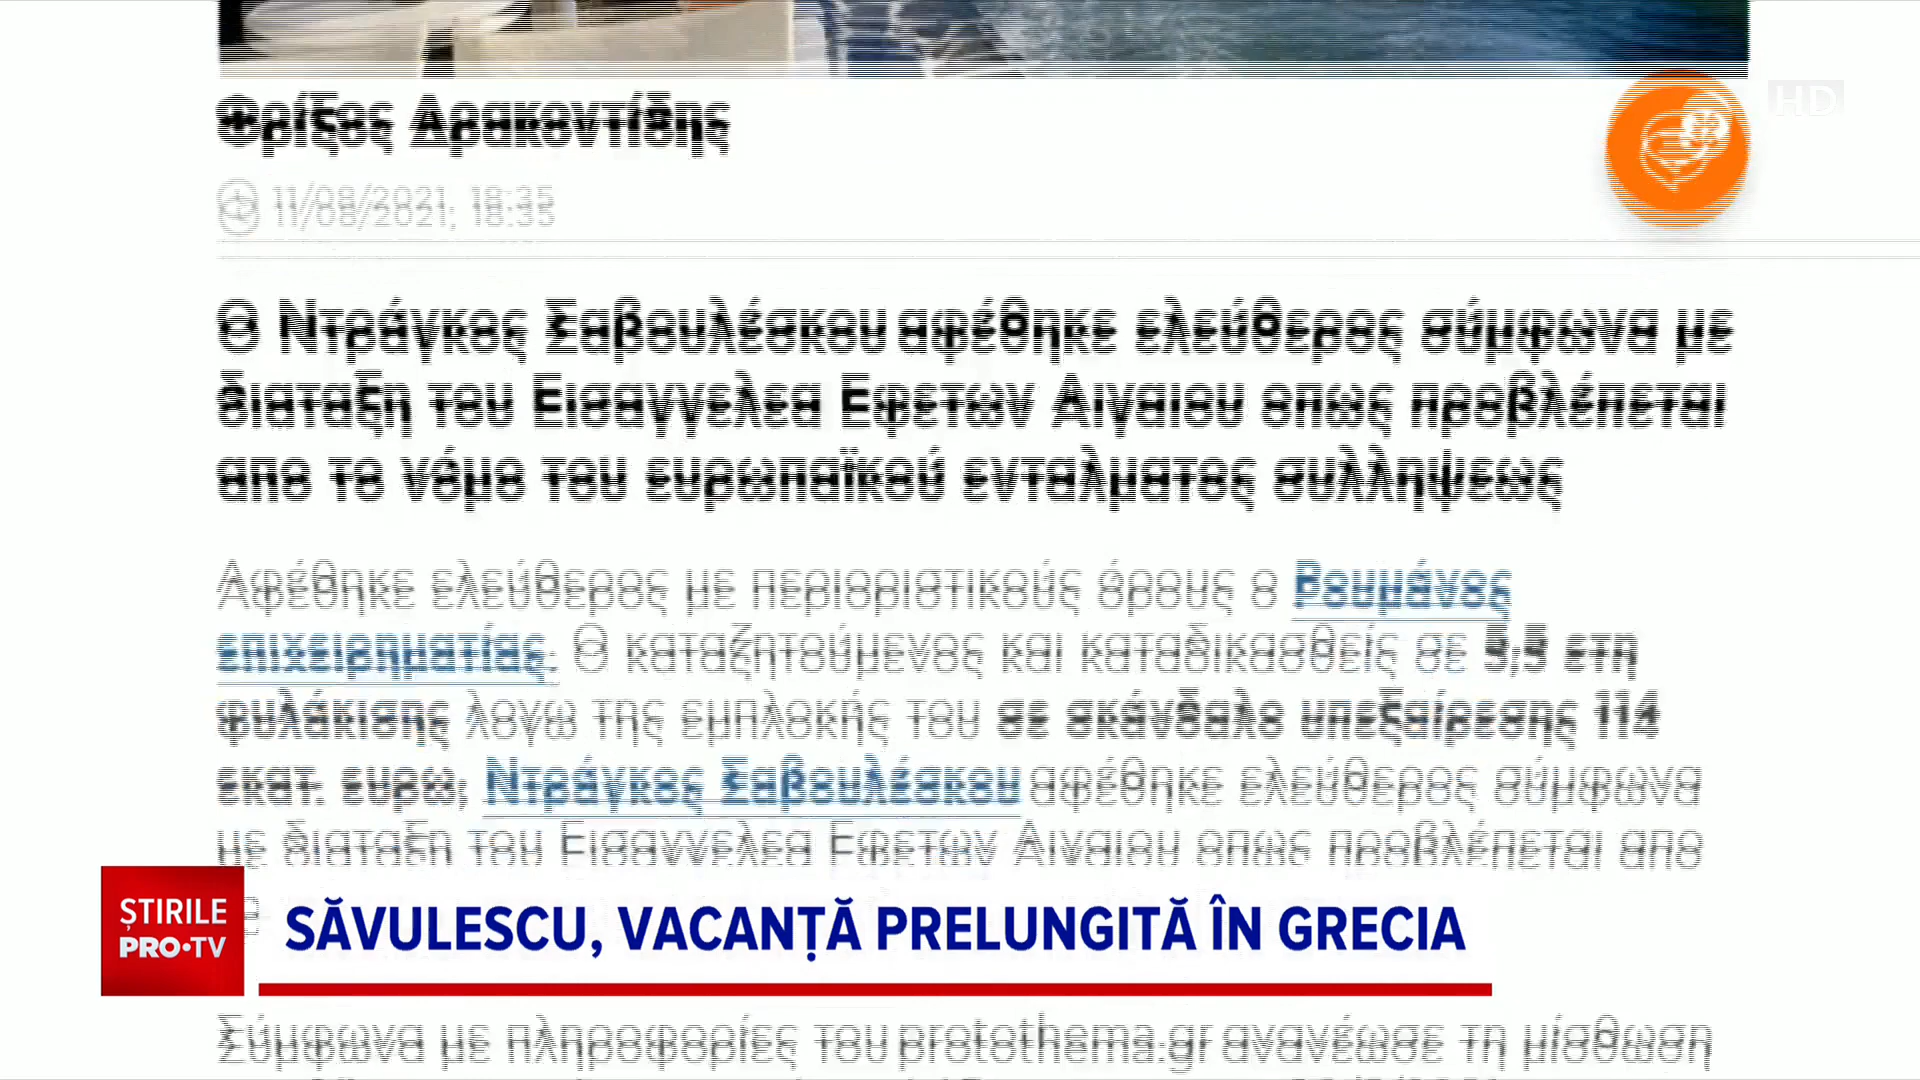 HD
Φρίξος Δρακοντίδης
11/08/2021, 18:35
Ο Ντράγκος Σαβουλέσκου αφέθηκε ελεύθερος σύμφωνα με
διαταξη του Εισαγγελεα Εφετων Αιγαιου οπως προβλέπεται
απο το νόμο του ευρωπαϊκού ενταλματος συλληψεως
Αφέθηκε ελεύθερος με περιοριστικούς όρους ο Ρουμάνος
επιχειρηματίας. Ο καταζητούμενος και καταδικασθείς σε 5,5 ετη
φυλάκισης λογω της εμπλοκής του σε σκάνδαλο υπεξαίρεσης 114
εκατ. ευρω, Ντράγκος Σαβουλέσκου αφέθηκε ελεύθερος σύμφωνα
με διαταξη του Εισαγγελεα Εφετων Αιγαιου οπως προβλέπεται απο
ȘTIRILE
PRO•TV
SĂVULESCU, VACANȚĂ PRELUNGITĂ ÎN GRECIA
Σύμφωνα με πληροφορίες του protothema.gr ανανέωσε τη μίσθωση